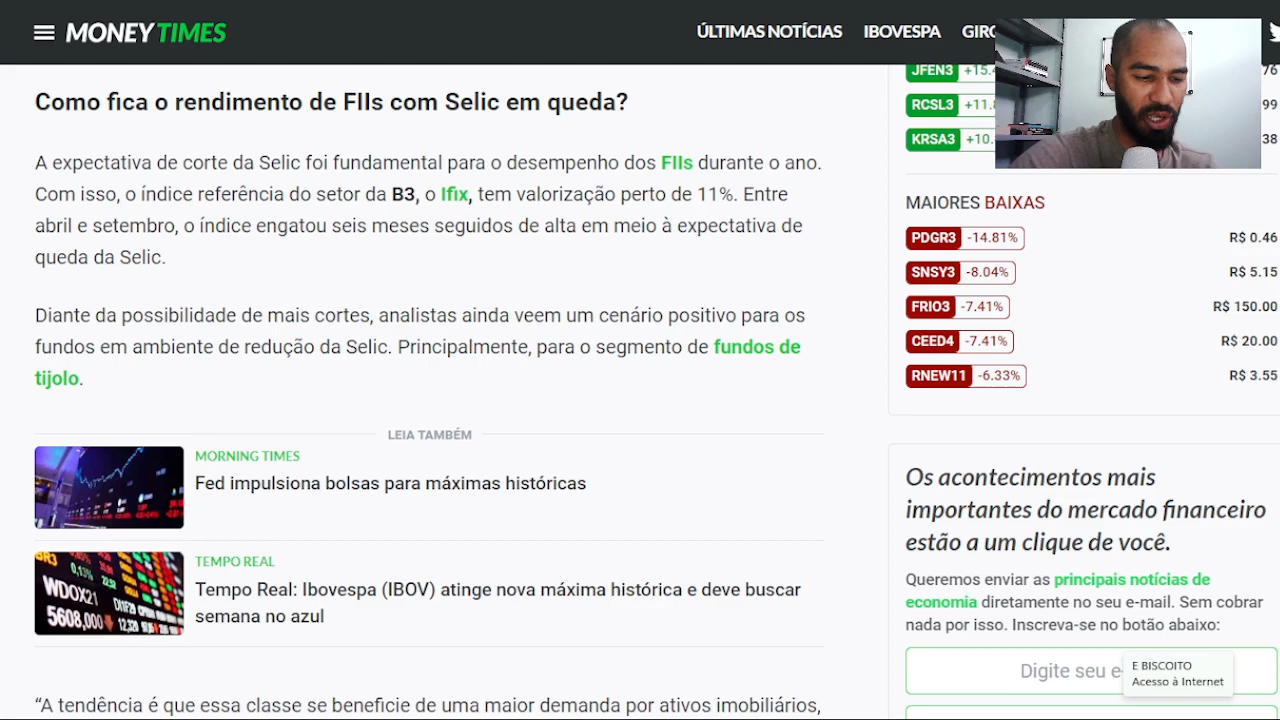 MONEY TIMES
ÚLTIMAS NOTÍCIAS IBOVESPA
Como fica o rendimento de FIIs com Selic em queda?
A expectativa de corte da Selic foi fundamental para o desempenho dos FIIs durante o ano.
Com isso, o índice referência do setor da B3, o Ifix, tem valorização perto de 11%. Entre
abril e setembro, o índice engatou seis meses seguidos de alta em meio à expectativa de
queda da Selic.
Diante da possibilidade de mais cortes, analistas ainda veem um cenário positivo para os
fundos em ambiente de redução da Selic. Principalmente, para o segmento de fundos de
tijolo.
LEIA TAMBÉM
MORNING TIMES
Fed impulsiona bolsas para máximas históricas
TEMPO REAL
Tempo Real: Ibovespa (IBOV) atinge nova máxima histórica e deve buscar
semana no azul
WDOX21
5608,000
“A tendência é que essa classe se beneficie de uma maior demanda por ativos imobiliários,
JFEN3 +15.
RCSL3 +11.
KRSA3 +10.
MAIORES BAIXAS
PDGR3 -14.81% R$ 0.46
SNSY3 -8.04% R$ 5.15
FRIO3 -7.41% R$ 150.00
CEED4 -7.41% R$ 20.00
RNEW11 -6.33% R$ 3.55
Os acontecimentos mais
importantes do mercado financeiro
estão a um clique de você.
Queremos enviar as principais notícias de
economia diretamente no seu e-mail. Sem cobrar
nada por isso. Inscreva-se no botão abaixo:
Digite seu e
E BISCOITO
Acesso à Internet